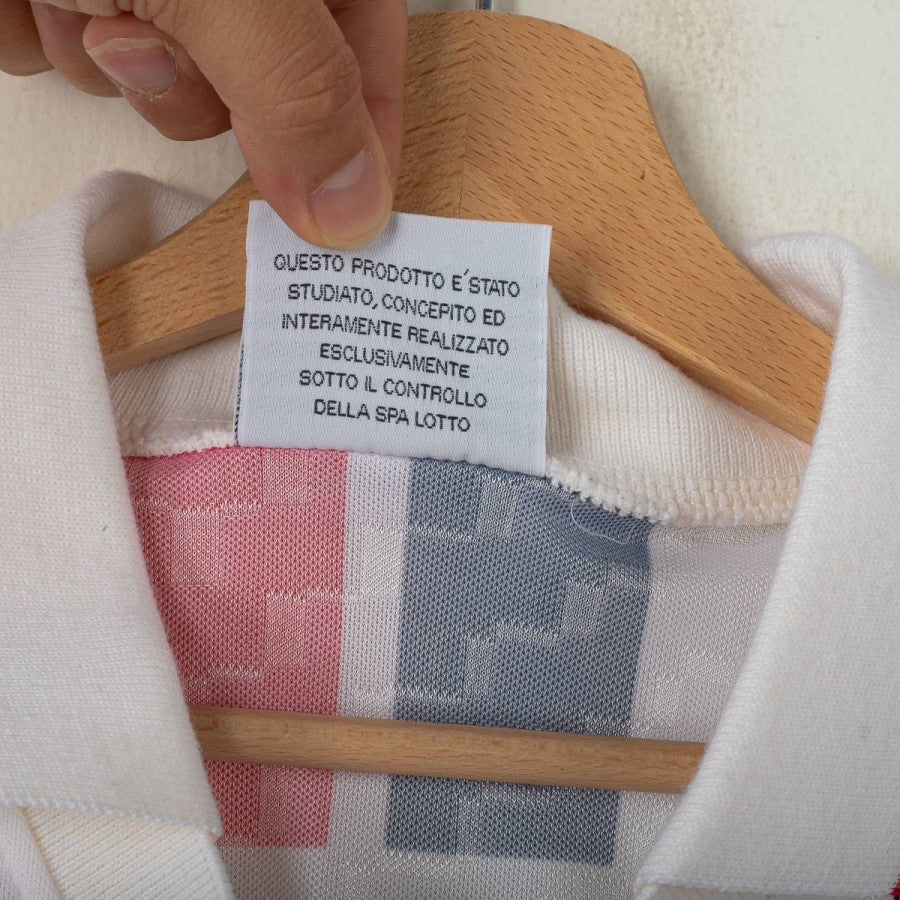 QUESTO PRODOTTO E´ STATO
STUDIATO, CONCEPITO ED
INTERAMENTE REALIZZATO
ESCLUSIVAMENTE
SOTTO IL CONTROLLO
DELLA SPA LOTTO